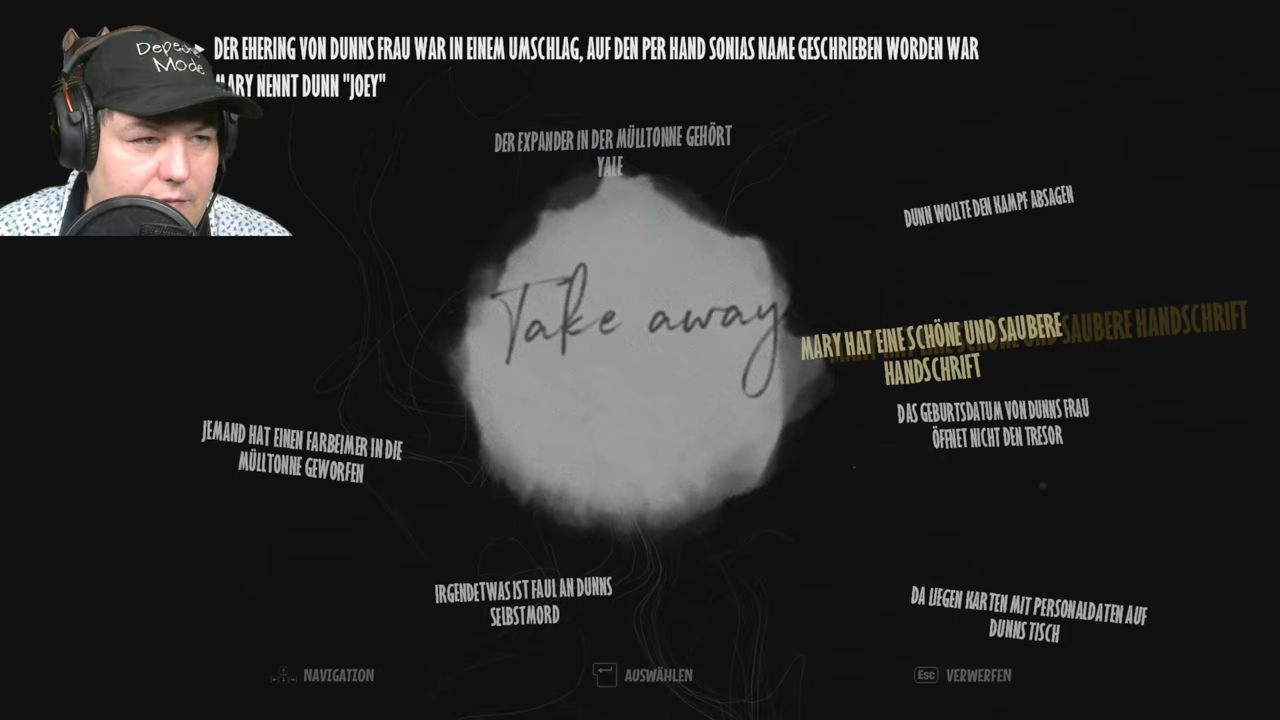 Depeche Mode
DER EHERING VON DUNNS FRAU WAR IN EINEM UMSCHLAG, AUF DEN PER HAND SONIAS NAME GESCHRIEBEN WORDEN WAR
MARY NENNT DUNN "JOEY"
DER EXPANDER IN DER MÜLLTONNE GEHÖRT
YALE
DUNN WOLLTE DEN KAMPF ABSAGEN
Take away
MARY HAT EINE SCHÖNE UND SAUBERE
HANDSCHRIFT
SAUBERE HANDSCHRIFT
DAS GEBURTSDATUM VON DUNNS FRAU
ÖFFNET NICHT DEN TRESOR
JEMAND HAT EINEN FARBEIMER IN DIE
MÜLLTONNE GEWORFEN
IRGENDETWAS IST FAUL AN DUNNS
SELBSTMORD
DA LIEGEN KARTEN MIT PERSONALDATEN AUF
DUNNS TISCH
NAVIGATION
AUSWÄHLEN
Esc VERWERFEN